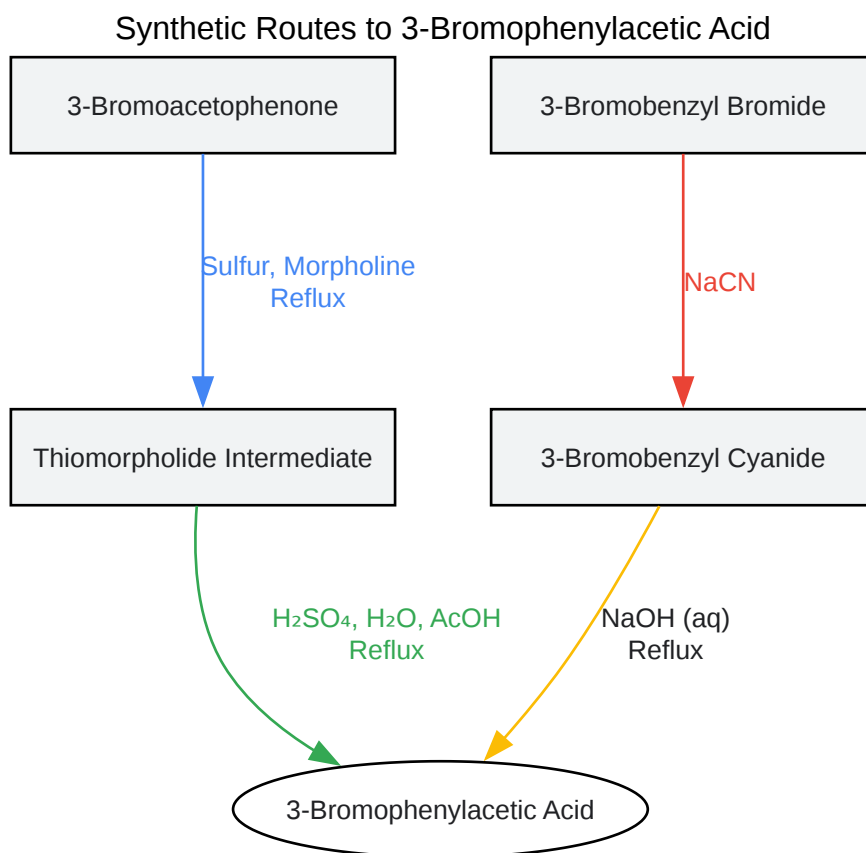 Synthetic Routes to 3-Bromophenylacetic Acid
3-Bromoacetophenone
3-Bromobenzyl Bromide
Sulfur, Morpholine
Reflux
NaCN
Thiomorpholide Intermediate
3-Bromobenzyl Cyanide
H₂SO₄, H₂O, AcOH
Reflux
NaOH (aq)
Reflux
3-Bromophenylacetic Acid